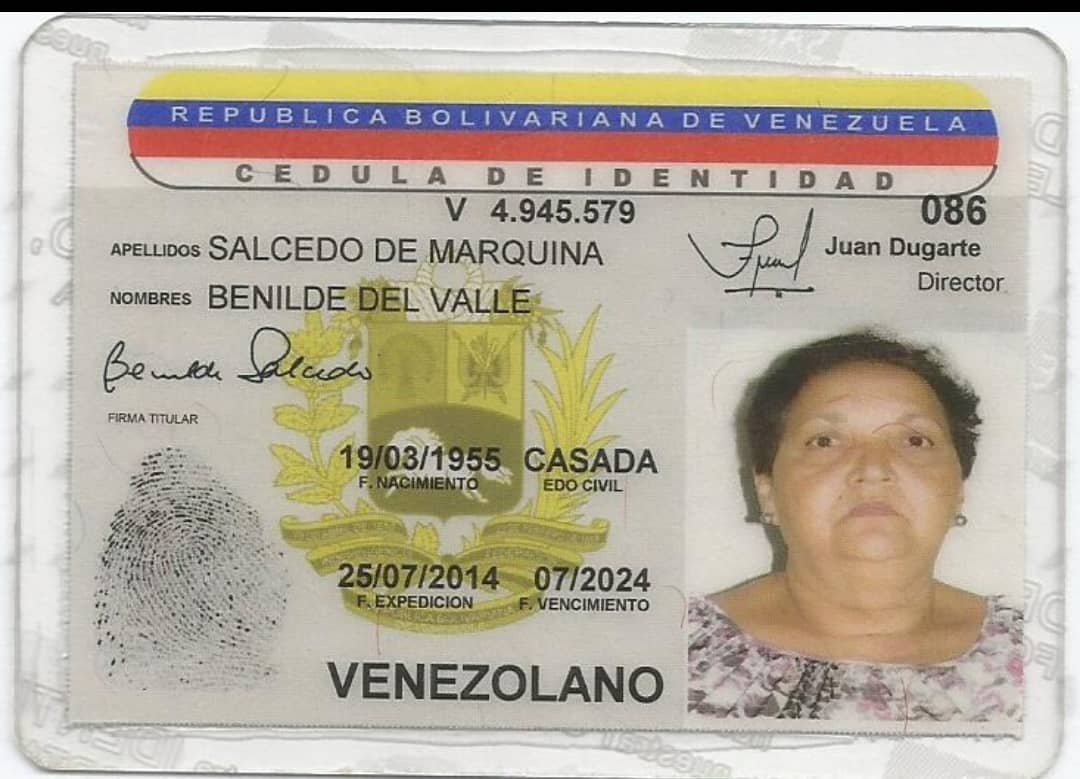 REPUBLICA BOLIVARIANA DE VENEZUELA
CEDULA DE IDENTIDAD
V 4.945.579 086
APELLIDOS SALCEDO DE MARQUINA
Juan Dugarte
Director
NOMBRES BENILDE DEL VALLE
Benilde Salcedo
FIRMA TITULAR
19/03/1955 CASADA
F. NACIMIENTO EDO CIVIL
25/07/2014 07/2024
F. EXPEDICION F. VENCIMIENTO
VENEZOLANO